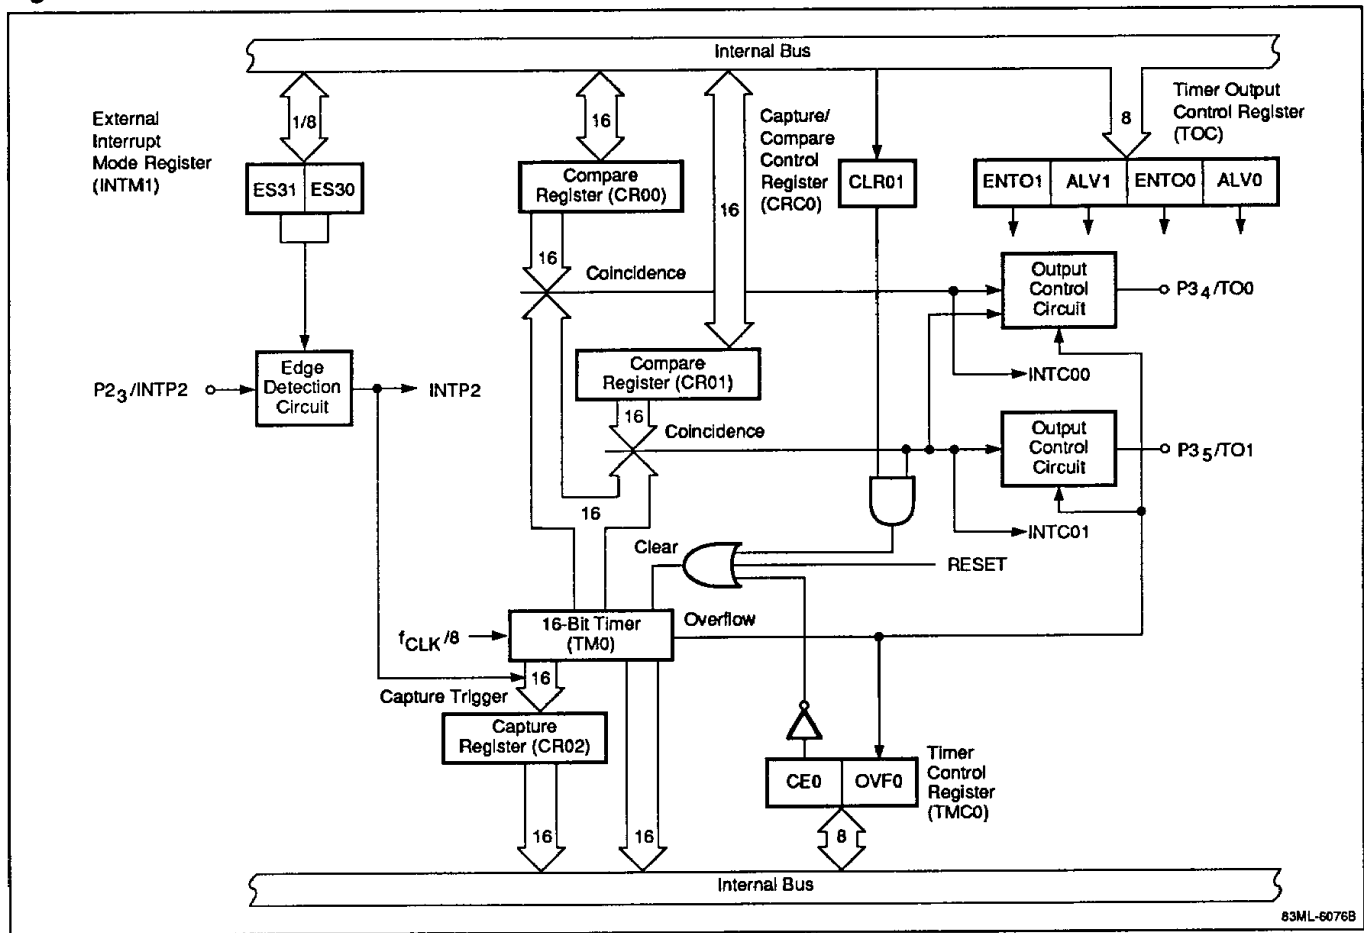 Internal Bus
External
Interrupt
Mode Register
(INTM1)
1/8
ES31 ES30
16
Compare
Register (CR00)
16
Coincidence
16
Capture/
Compare
Control
Register
(CRC0)
CLR01
8
Timer Output
Control Register
(TOC)
ENTO1 ALV1 ENTO0 ALV0
Output
Control
Circuit
P34/TO0
INTC00
P23/INTP2
Edge
Detection
Circuit
INTP2
Compare
Register (CR01)
16
Coincidence
Output
Control
Circuit
P35/TO1
INTC01
16
Clear
RESET
fCLK/8
16-Bit Timer
(TM0)
Overflow
Capture Trigger
16
Capture
Register (CR02)
16
16
CE0 OVF0
Timer
Control
Register
(TMC0)
8
Internal Bus
83ML-6076B